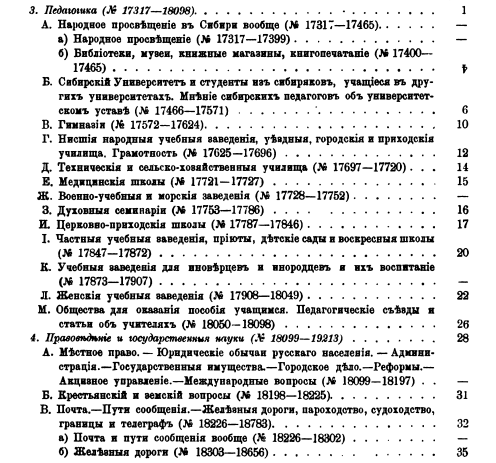 3. Педагогика (№ 17317—18098). 1
А. Народное просвѣщеніе въ Сибири вообще (№ 17317—17465). —
а) Народное просвѣщеніе (№ 17317—17399) —
б) Библіотеки, музеи, книжные магазины, книгопечатаніе (№ 17400—
17465)
Б. Сибирскій Университетъ и студенты изъ сибиряковъ, учащіеся въ дру-
гихъ университетахъ. Мнѣніе сибирскихъ педагоговъ объ университет-
скомъ уставѣ (№ 17466—17571) 6
В. Гимназіи (№ 17572—17624) 10
Г. Низшія народныя учебныя заведенія, уѣздныя, городскія и приходскія
училища. Грамотность (№ 17625—17696) 12
Д. Техническія и сельско-хозяйственныя училища (№ 17697—17720) 14
Е. Медицинскія школы (№ 17721—17727) 15
Ж. Военно-учебныя и морскія заведенія (№ 17728—17752) —
З. Духовныя семинаріи (№ 17753—17786) 16
И. Церковно-приходскія школы (№ 17787—17846) 17
І. Частныя учебныя заведенія, пріюты, дѣтскіе сады и воскресныя школы
(№ 17847—17872) 20
К. Учебныя заведенія для иновѣрцевъ и инородцевъ и ихъ воспитаніе
(№ 17873—17907) —
Л. Женскія учебныя заведенія (№ 17908—18049) 22
М. Общества для оказанія пособія учащимся. Педагогическіе съѣзды и
статьи объ учителяхъ (№ 18050—18098) 26
4. Правовѣдѣніе и государственныя науки (№ 18099—19213) 28
А. Мѣстное право. — Юридическіе обычаи русскаго населенія. — Админи-
страція.—Государственныя имущества.—Городское дѣло.—Реформы.—
Акцизное управленіе.—Международные вопросы (№ 18099—18197) —
Б. Крестьянскій и земскій вопросы (№ 18198—18225) 31
В. Почта.—Пути сообщенія.—Желѣзныя дороги, пароходство, судоходство,
границы и телеграфъ (№ 18226—18783) 32
а) Почта и пути сообщенія вообще (№ 18226—18302) —
б) Желѣзныя дороги (№ 18303—18656) 35